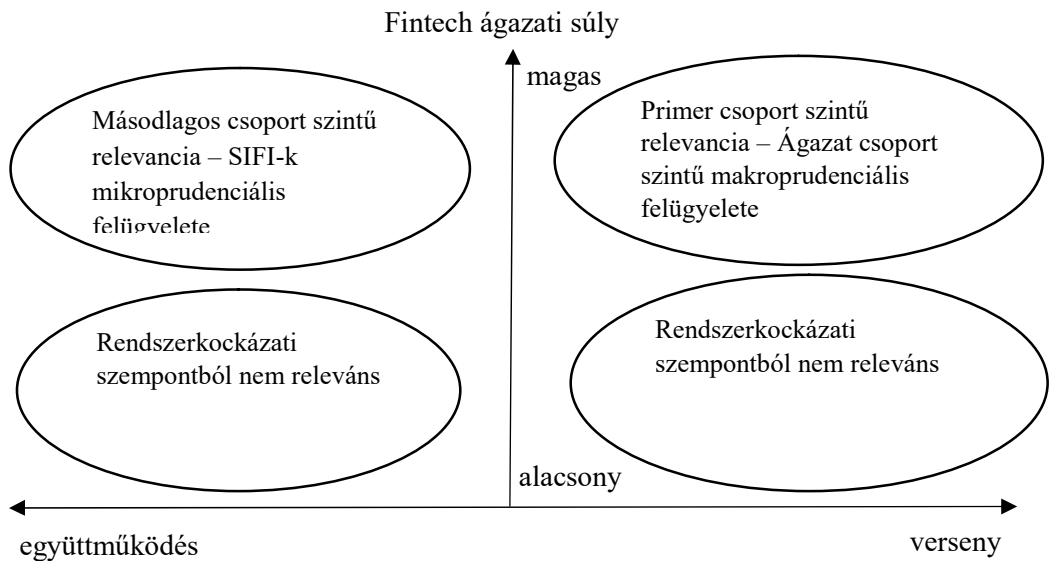 Fintech ágazati súly
magas
Másodlagos csoport szintű
relevancia – SIFI-k
mikroprudenciális
felügyelete
Primer csoport szintű
relevancia – Ágazat csoport
szintű makroprudenciális
felügyelete
Rendszerkockázati
szempontból nem releváns
Rendszerkockázati
szempontból nem releváns
alacsony
együttműködés
verseny